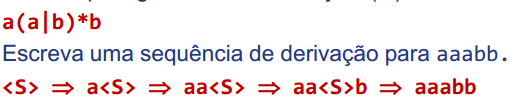 a(a|b)*b
Escreva uma sequência de derivação para aaabb.
<S> ⇒ a<S> ⇒ aa<S> ⇒ aa<S>b ⇒ aaabb